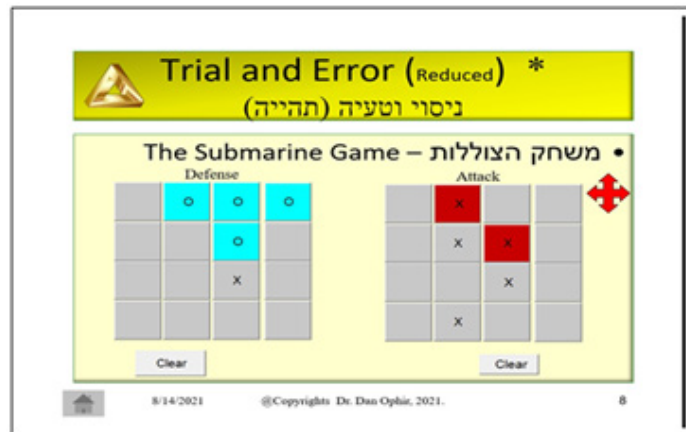 Trial and Error (Reduced) *
ניסוי וטעיה (תהייה)
• משחק הצוללות – The Submarine Game
Defense
Attack
O O O
X
O
X X
X
X
X
Clear
Clear
8/14/2021 @Copyrights Dr. Dan Ophir, 2021. 8